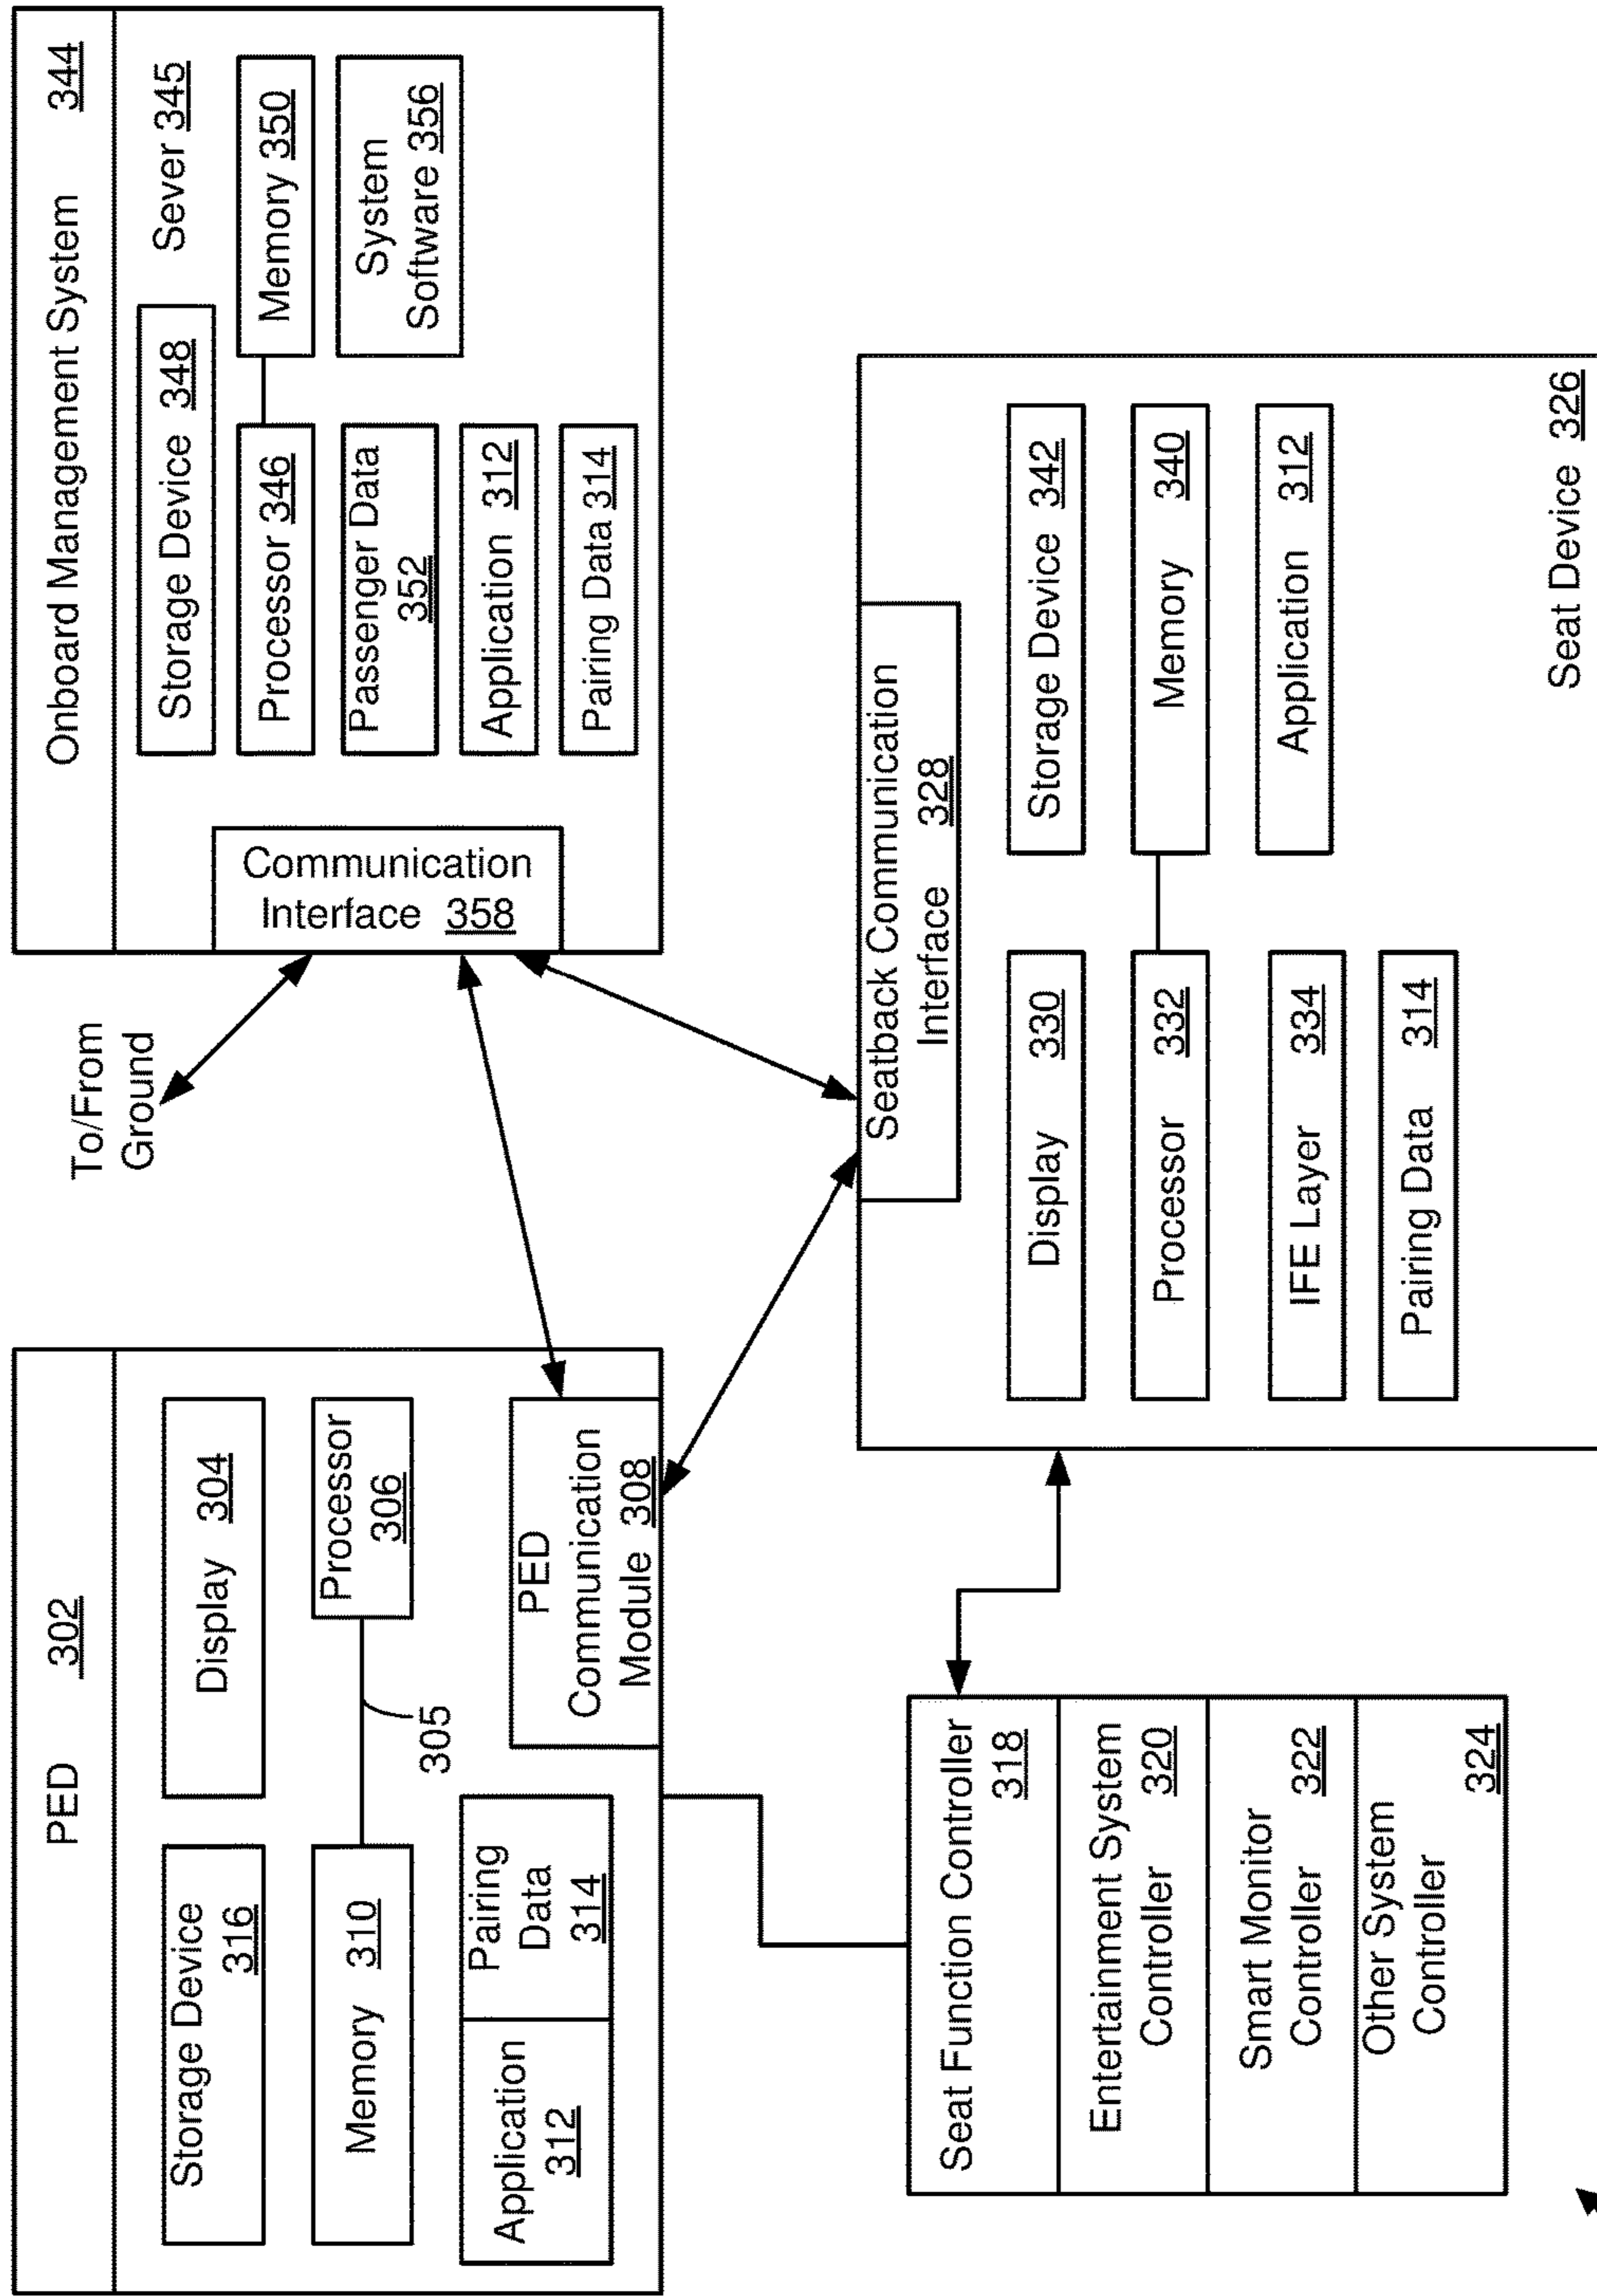 PED 302
Storage Device
316
Display 304
Memory 310
Processor
306
305
Application
312
Pairing
Data
314
PED
Communication
Module 308
To/From
Ground
Onboard Management System 344
Sever 345
Storage Device 348
Communication
Interface 358
Processor 346
Memory 350
Passenger Data
352
System
Software 356
Application 312
Pairing Data 314
Seat Function Controller
318
Entertainment System
Controller 320
Smart Monitor
Controller 322
Other System
Controller 324
Seatback Communication
Interface 328
Display 330
Storage Device 342
Processor 332
Memory 340
IFE Layer 334
Application 312
Pairing Data 314
Seat Device 326